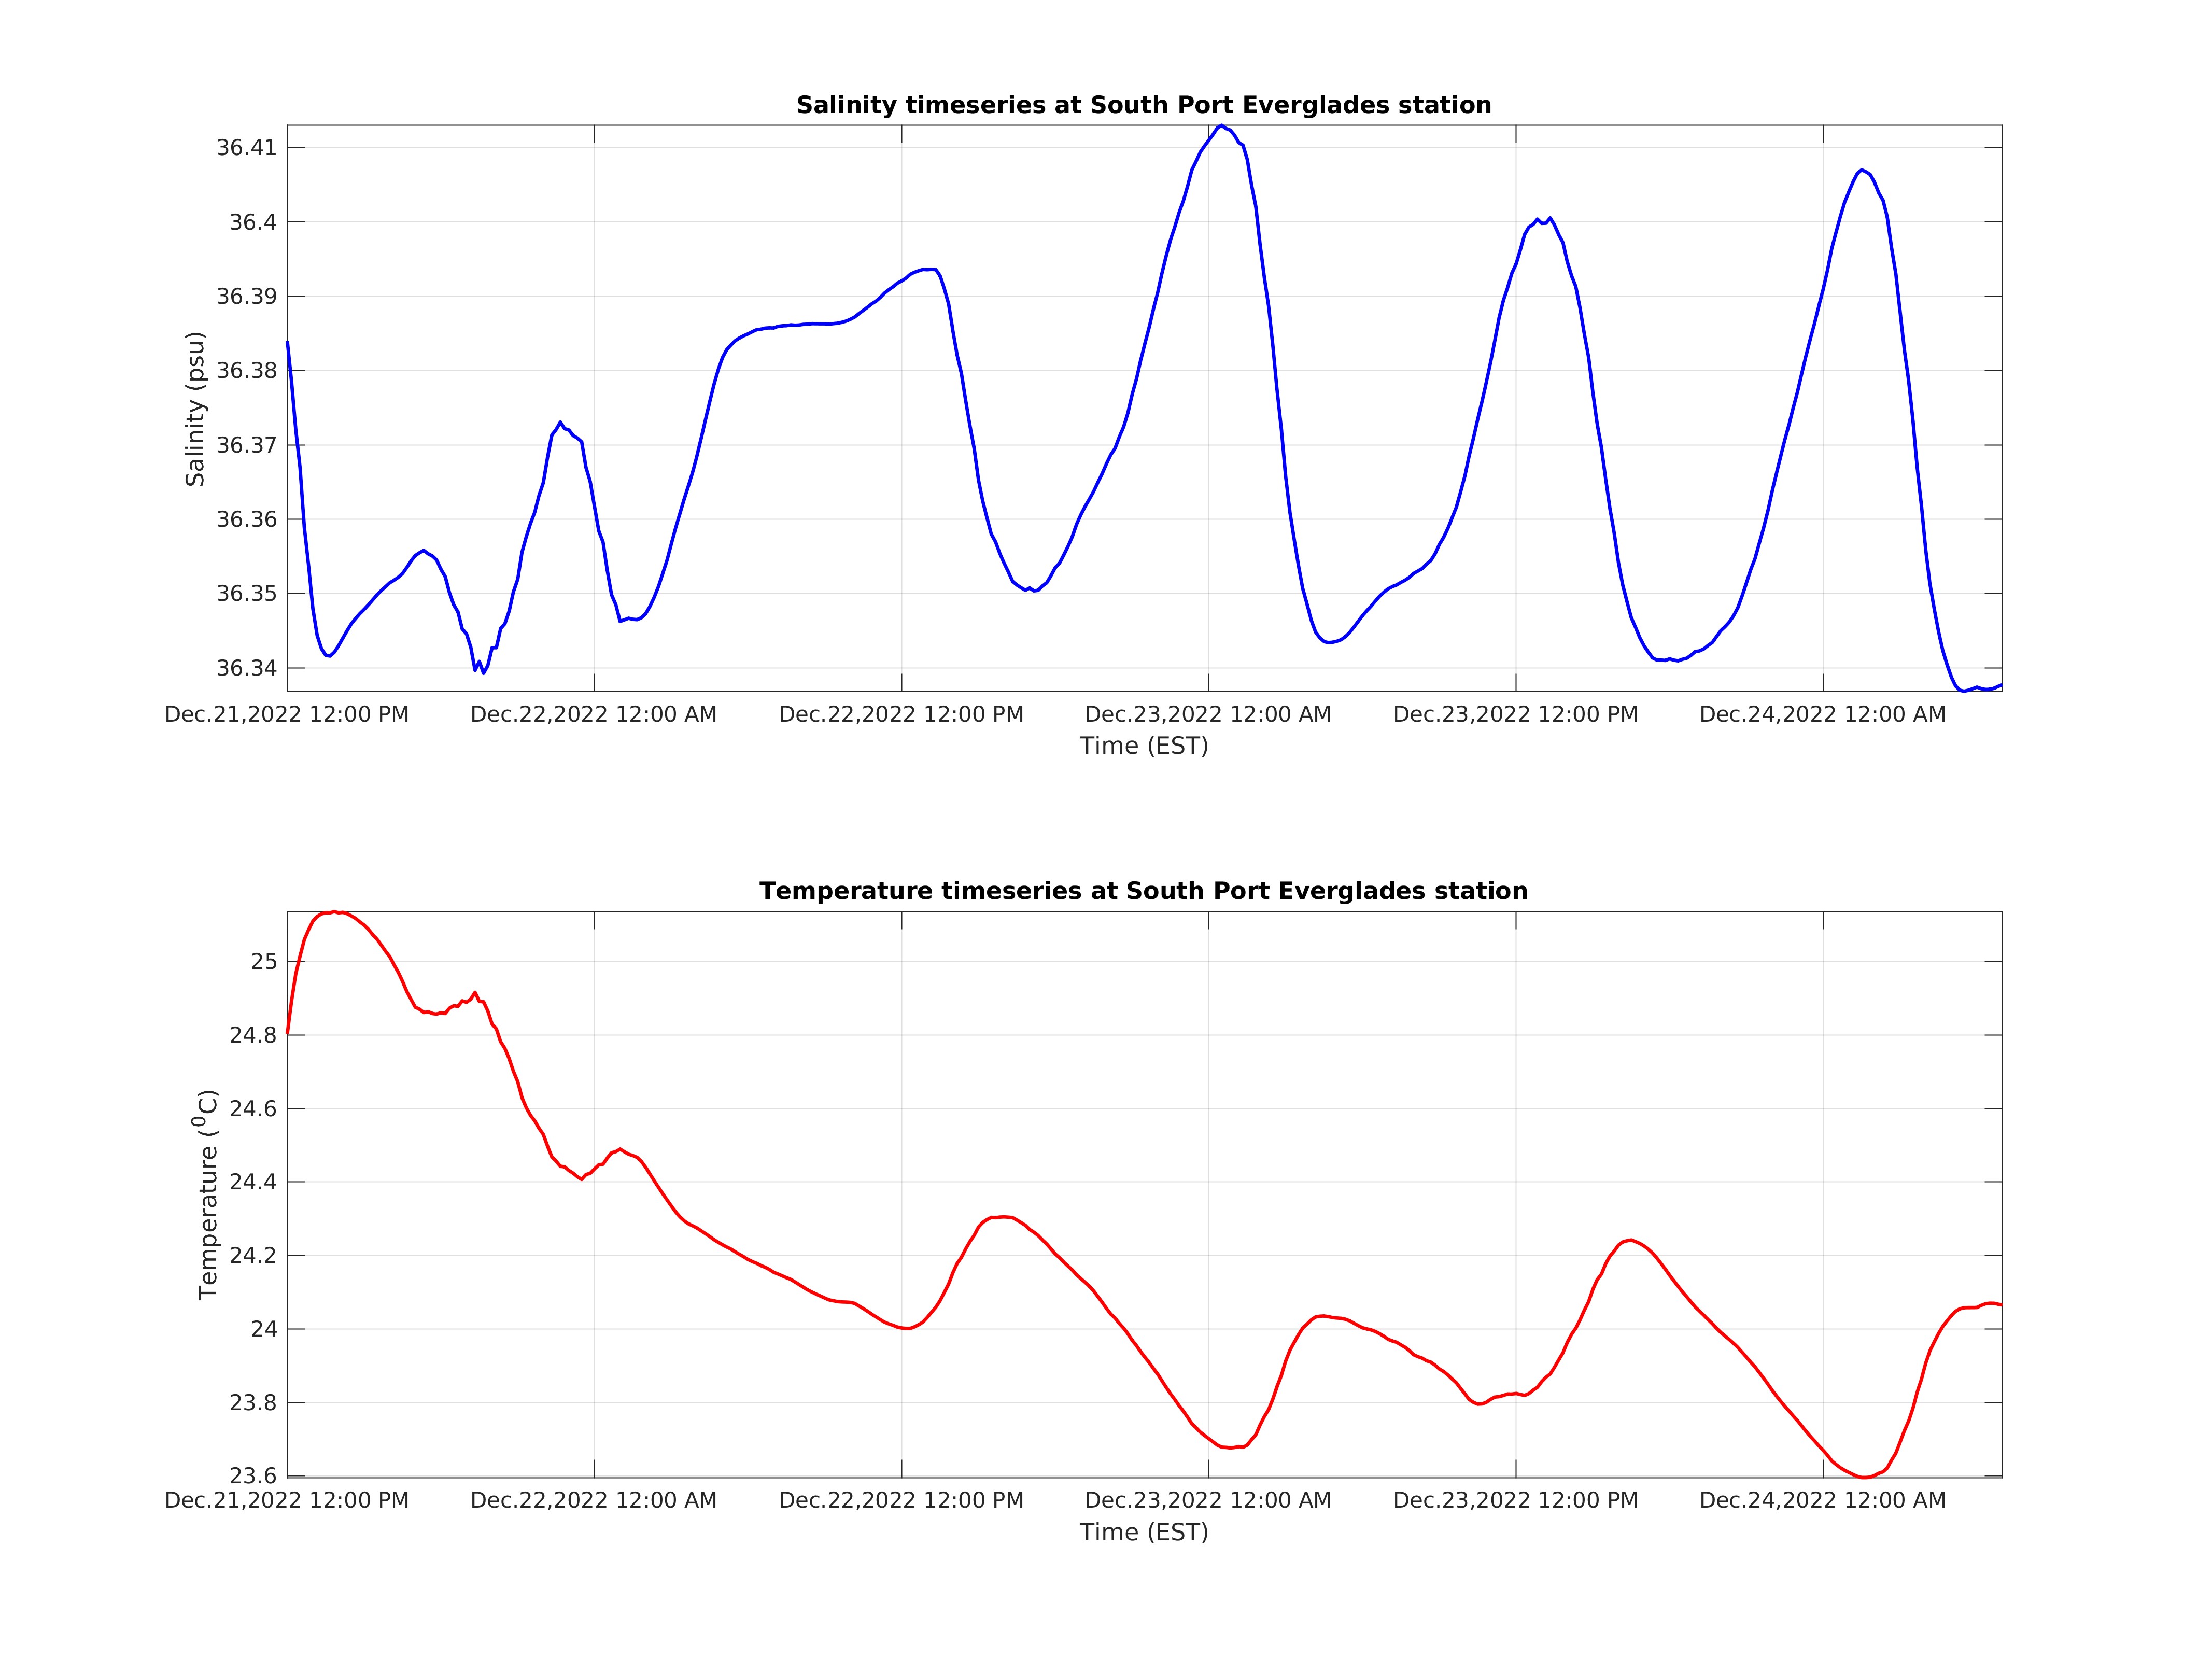 Salinity timeseries at South Port Everglades station
36.41
36.4
36.39
36.38
36.37
36.36
36.35
36.34
Salinity (psu)
Dec.21,2022 12:00 PM Dec.22,2022 12:00 AM Dec.22,2022 12:00 PM Dec.23,2022 12:00 AM Dec.23,2022 12:00 PM Dec.24,2022 12:00 AM
Time (EST)
Temperature timeseries at South Port Everglades station
25
24.8
24.6
24.4
24.2
24
23.8
23.6
Temperature (⁰C)
Dec.21,2022 12:00 PM Dec.22,2022 12:00 AM Dec.22,2022 12:00 PM Dec.23,2022 12:00 AM Dec.23,2022 12:00 PM Dec.24,2022 12:00 AM
Time (EST)